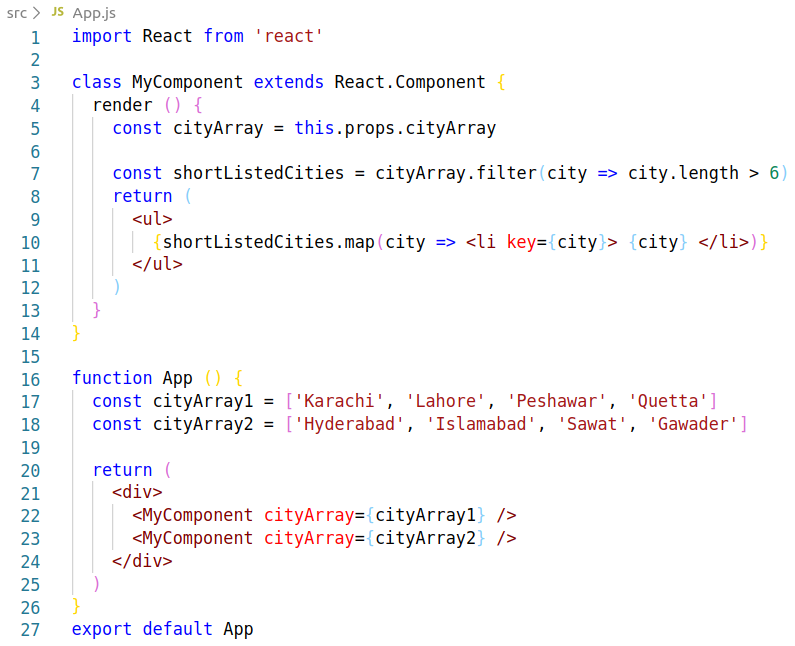 src > JS App.js
1 import React from 'react'
2
3 class MyComponent extends React.Component {
4   render () {
5     const cityArray = this.props.cityArray
6
7     const shortListedCities = cityArray.filter(city => city.length > 6)
8     return (
9       <ul>
10         {shortListedCities.map(city => <li key={city}> {city} </li>)}
11       </ul>
12     )
13   }
14 }
15
16 function App () {
17   const cityArray1 = ['Karachi', 'Lahore', 'Peshawar', 'Quetta']
18   const cityArray2 = ['Hyderabad', 'Islamabad', 'Sawat', 'Gawader']
19
20   return (
21     <div>
22       <MyComponent cityArray={cityArray1} />
23       <MyComponent cityArray={cityArray2} />
24     </div>
25   )
26 }
27 export default App